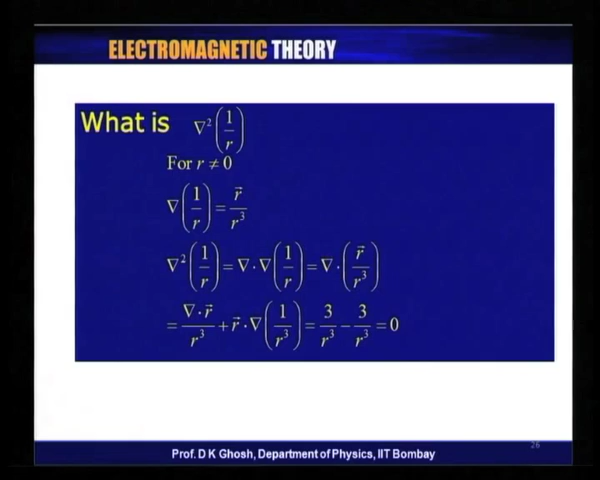 ELECTROMAGNETIC THEORY
What is ∇²(1/r)
For r ≠ 0
∇(1/r) = r⃗/r³
∇²(1/r) = ∇·∇(1/r) = ∇·(r⃗/r³)
= ∇·r⃗/r³ + r⃗·∇(1/r³) = 3/r³ − 3/r³ = 0
26
Prof. D K Ghosh, Department of Physics, IIT Bombay